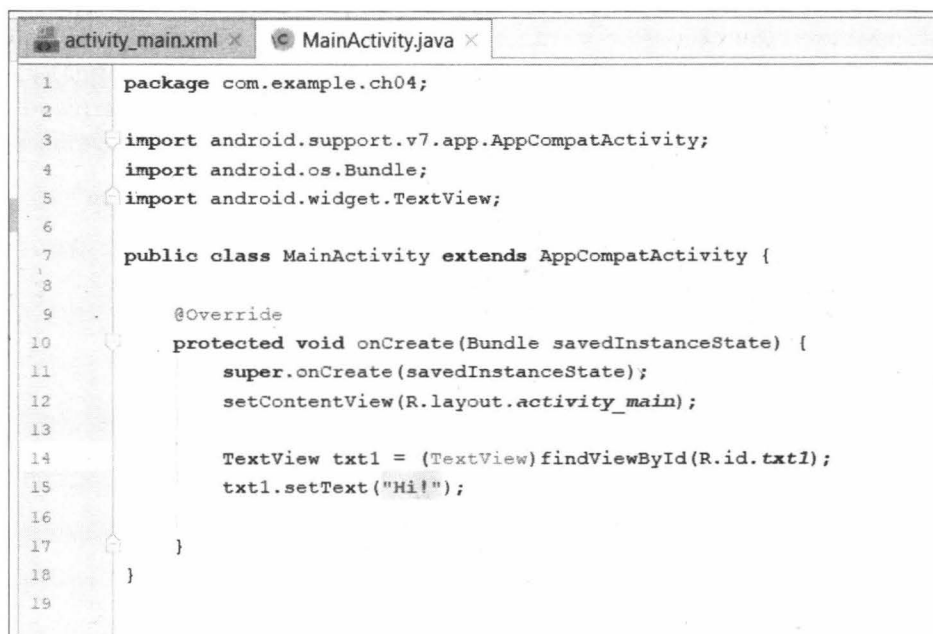 activity_main.xml × MainActivity.java ×
1 package com.example.ch04;
2
3 import android.support.v7.app.AppCompatActivity;
4 import android.os.Bundle;
5 import android.widget.TextView;
6
7 public class MainActivity extends AppCompatActivity {
8
9 @Override
10 protected void onCreate(Bundle savedInstanceState) {
11 super.onCreate(savedInstanceState);
12 setContentView(R.layout.activity_main);
13
14 TextView txt1 = (TextView)findViewById(R.id.txt1);
15 txt1.setText("Hi!");
16
17 }
18 }
19